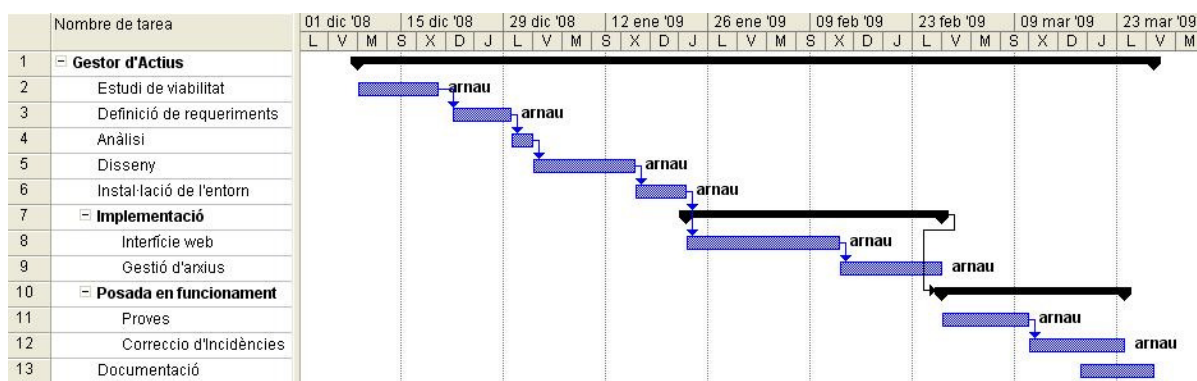 Nombre de tarea
01 dic '08 15 dic '08 29 dic '08 12 ene '09 26 ene '09 09 feb '09 23 feb '09 09 mar '09 23 mar '09
L V M S X D J L V M S X D J L V M S X D J L V M S X D J L V M
1 Gestor d'Actius
2 Estudi de viabilitat arnau
3 Definició de requeriments arnau
4 Anàlisi
5 Disseny arnau
6 Instal·lació de l'entorn arnau
7 Implementació
8 Interfície web arnau
9 Gestió d'arxius arnau
10 Posada en funcionament
11 Proves arnau
12 Correccio d'Incidències arnau
13 Documentació